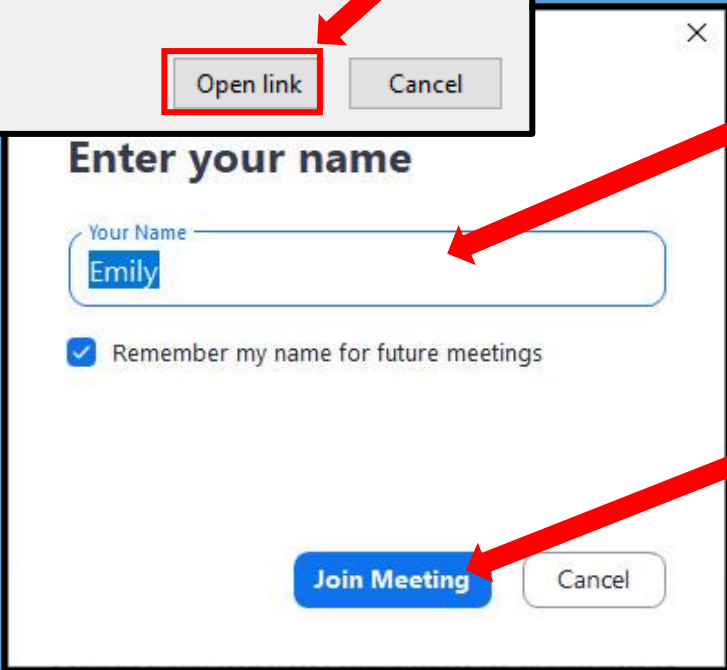 Open link
Cancel
Enter your name
Your Name
Emily
Remember my name for future meetings
Join Meeting
Cancel